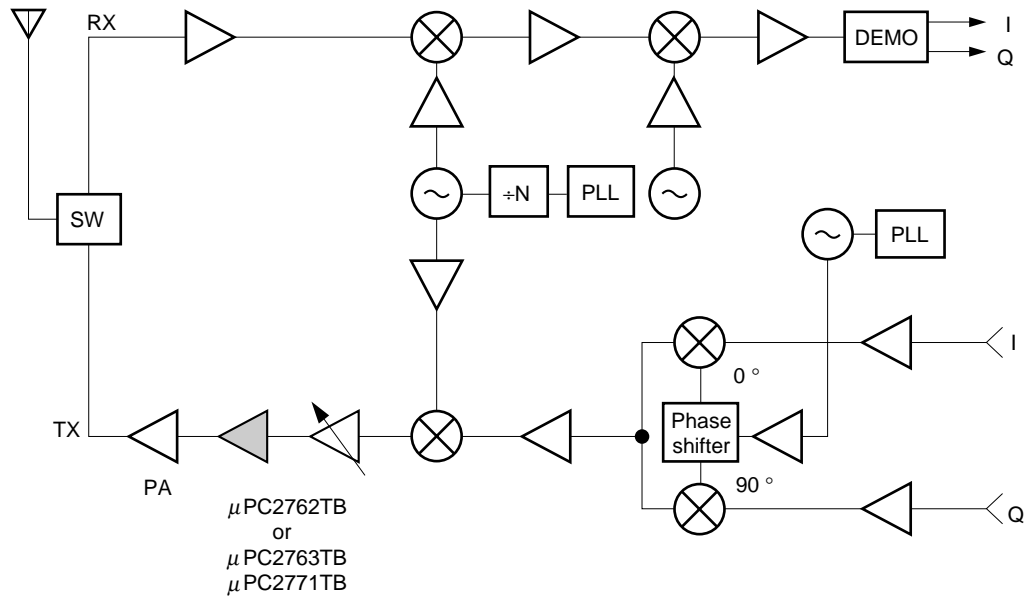 RX
DEMO
I
Q
÷N
PLL
SW
PLL
I
0 °
TX
Phase
shifter
PA
90 °
Q
μPC2762TB
or
μPC2763TB
μPC2771TB